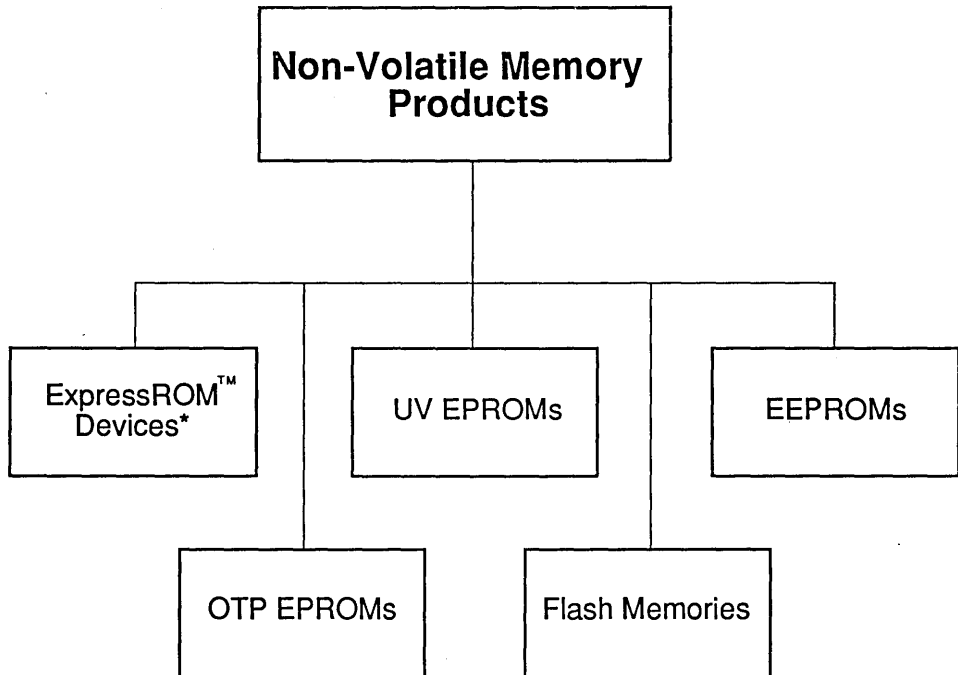 Non-Volatile Memory
Products
ExpressROM™
Devices*
UV EPROMs
EEPROMs
OTP EPROMs
Flash Memories